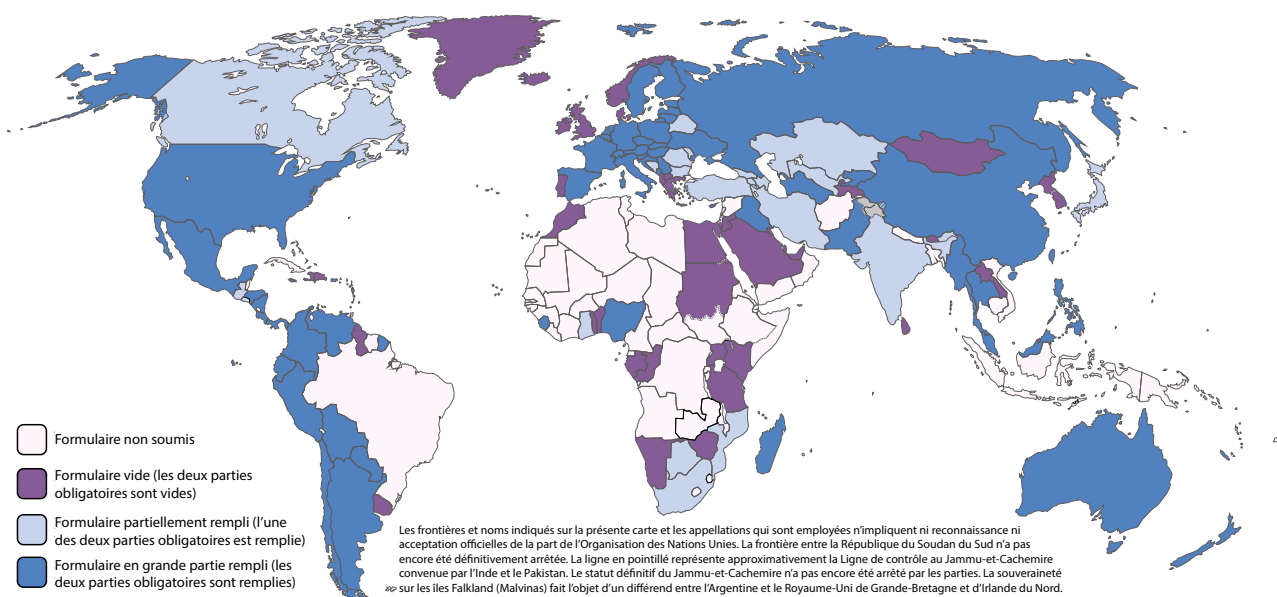 Formulaire non soumis
Formulaire vide (les deux parties
obligatoires sont vides)
Formulaire partiellement rempli (l’une
des deux parties obligatoires est remplie)
Formulaire en grande partie rempli (les
deux parties obligatoires sont remplies)
Les frontières et noms indiqués sur la présente carte et les appellations qui sont employées n’impliquent ni reconnaissance ni
acceptation officielles de la part de l’Organisation des Nations Unies. La frontière entre la République du Soudan du Sud n’a pas
encore été définitivement arrêtée. La ligne en pointillé représente approximativement la Ligne de contrôle au Jammu-et-Cachemire
convenue par l’Inde et le Pakistan. Le statut définitif du Jammu-et-Cachemire n’a pas encore été arrêté par les parties. La souveraineté
sur les îles Falkland (Malvinas) fait l’objet d’un différend entre l’Argentine et le Royaume-Uni de Grande-Bretagne et d’Irlande du Nord.